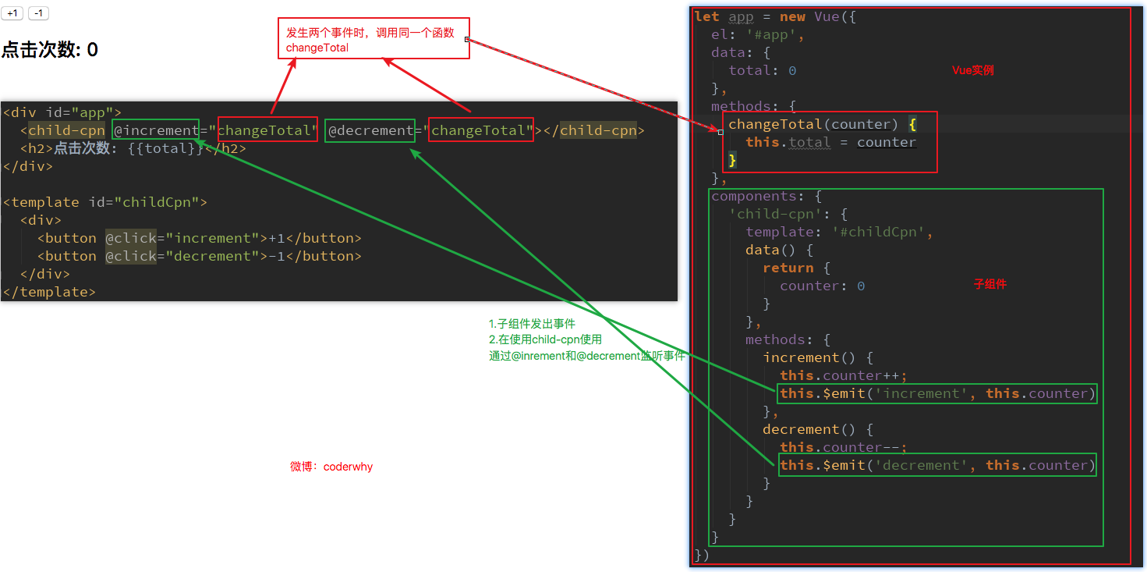 +1 -1
点击次数: 0
发生两个事件时，调用同一个函数
changeTotal
<div id="app">
<child-cpn @increment="changeTotal" @decrement="changeTotal"></child-cpn>
<h2>点击次数: {{total}}</h2>
</div>
<template id="childCpn">
<div>
<button @click="increment">+1</button>
<button @click="decrement">-1</button>
</div>
</template>
1.子组件发出事件
2.在使用child-cpn使用
通过@inrement和@decrement监听事件
微博：coderwhy
let app = new Vue({
el: '#app',
data: {
total: 0
},
methods: {
changeTotal(counter) {
this.total = counter
}
},
components: {
'child-cpn': {
template: '#childCpn',
data() {
return {
counter: 0
}
},
methods: {
increment() {
this.counter++;
this.$emit('increment', this.counter)
},
decrement() {
this.counter--;
this.$emit('decrement', this.counter)
}
}
}
}
})
Vue实例
子组件